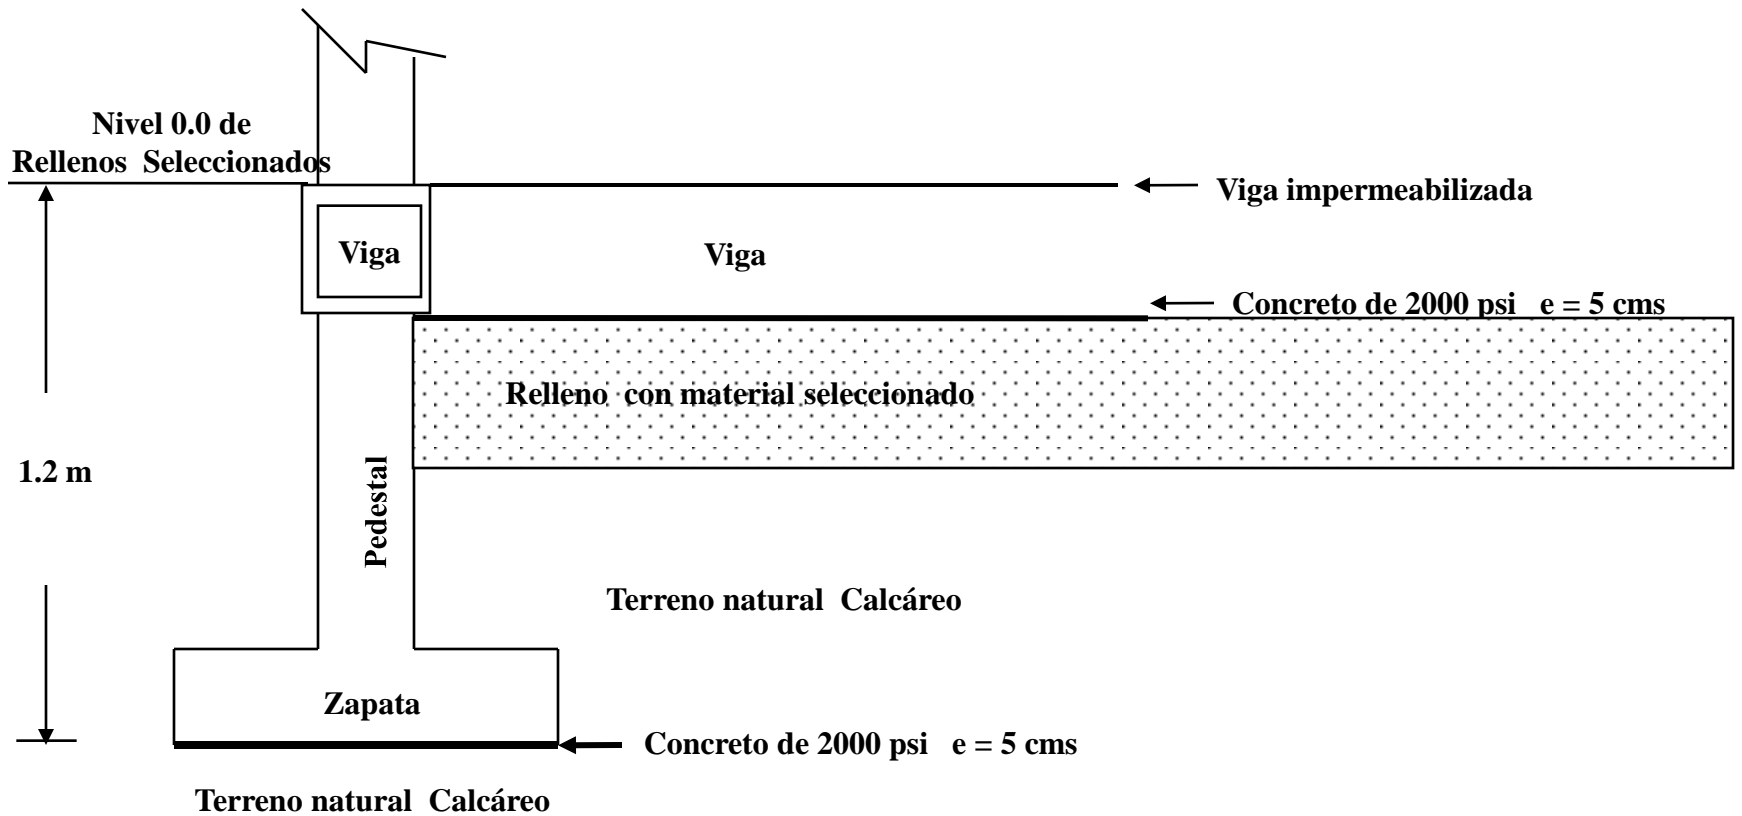 Nivel 0.0 de
Rellenos Seleccionados
Viga impermeabilizada
Viga
Viga
Concreto de 2000 psi e = 5 cms
Relleno con material seleccionado
1.2 m
Pedestal
Terreno natural Calcáreo
Zapata
Concreto de 2000 psi e = 5 cms
Terreno natural Calcáreo